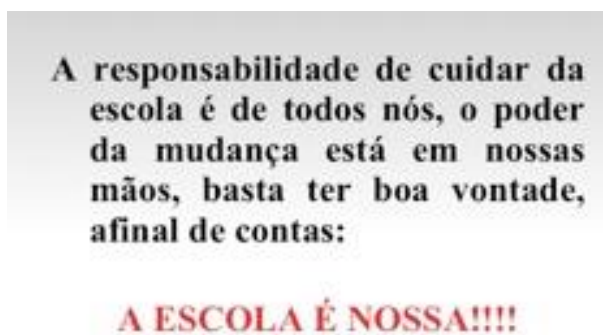 A responsabilidade de cuidar da
escola é de todos nós, o poder
da mudança está em nossas
mãos, basta ter boa vontade,
afinal de contas:
A ESCOLA É NOSSA!!!!